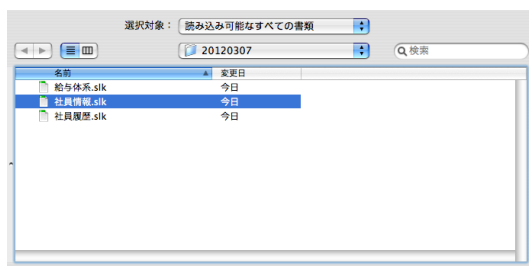 選択対象： 読み込み可能なすべての書類
20120307 検索
名前 変更日
給与体系.slk 今日
社員情報.slk 今日
社員履歴.slk 今日